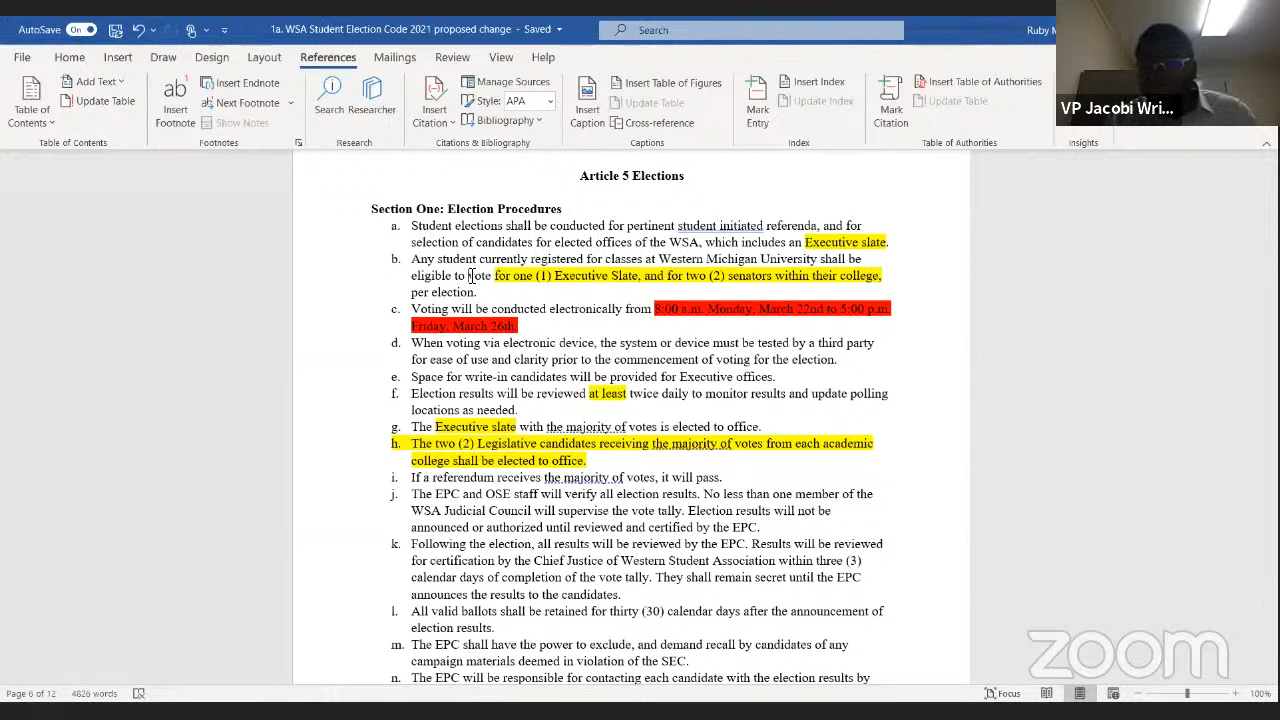 AutoSave On 1a. WSA Student Election Code 2021 proposed change - Saved Search Ruby M
File Home Insert Draw Design Layout References Mailings Review View Help
Table of Contents Add Text Update Table ab Insert Footnote Insert Endnote Next Footnote Show Notes Search Researcher Insert Citation Manage Sources Style: APA Bibliography Insert Caption Insert Table of Figures Update Table Cross-reference Mark Entry Insert Index Update Index Mark Citation Insert Table of Authorities Update Table
Table of Contents Footnotes Research Citations & Bibliography Captions Index Table of Authorities Insights
VP Jacobi Wri...
Article 5 Elections
Section One: Election Procedures
a. Student elections shall be conducted for pertinent student initiated referenda, and for
selection of candidates for elected offices of the WSA, which includes an Executive slate.
b. Any student currently registered for classes at Western Michigan University shall be
eligible to vote for one (1) Executive Slate, and for two (2) senators within their college,
per election.
c. Voting will be conducted electronically from 8:00 a.m. Monday, March 22nd to 5:00 p.m.
Friday, March 26th.
d. When voting via electronic device, the system or device must be tested by a third party
for ease of use and clarity prior to the commencement of voting for the election.
e. Space for write-in candidates will be provided for Executive offices.
f. Election results will be reviewed at least twice daily to monitor results and update polling
locations as needed.
g. The Executive slate with the majority of votes is elected to office.
h. The two (2) Legislative candidates receiving the majority of votes from each academic
college shall be elected to office.
i. If a referendum receives the majority of votes, it will pass.
j. The EPC and OSE staff will verify all election results. No less than one member of the
WSA Judicial Council will supervise the vote tally. Election results will not be
announced or authorized until reviewed and certified by the EPC.
k. Following the election, all results will be reviewed by the EPC. Results will be reviewed
for certification by the Chief Justice of Western Student Association within three (3)
calendar days of completion of the vote tally. They shall remain secret until the EPC
announces the results to the candidates.
l. All valid ballots shall be retained for thirty (30) calendar days after the announcement of
election results.
m. The EPC shall have the power to exclude, and demand recall by candidates of any
campaign materials deemed in violation of the SEC.
n. The EPC will be responsible for contacting each candidate with the election results by
zoom
Page 6 of 12 4826 words Focus 100%